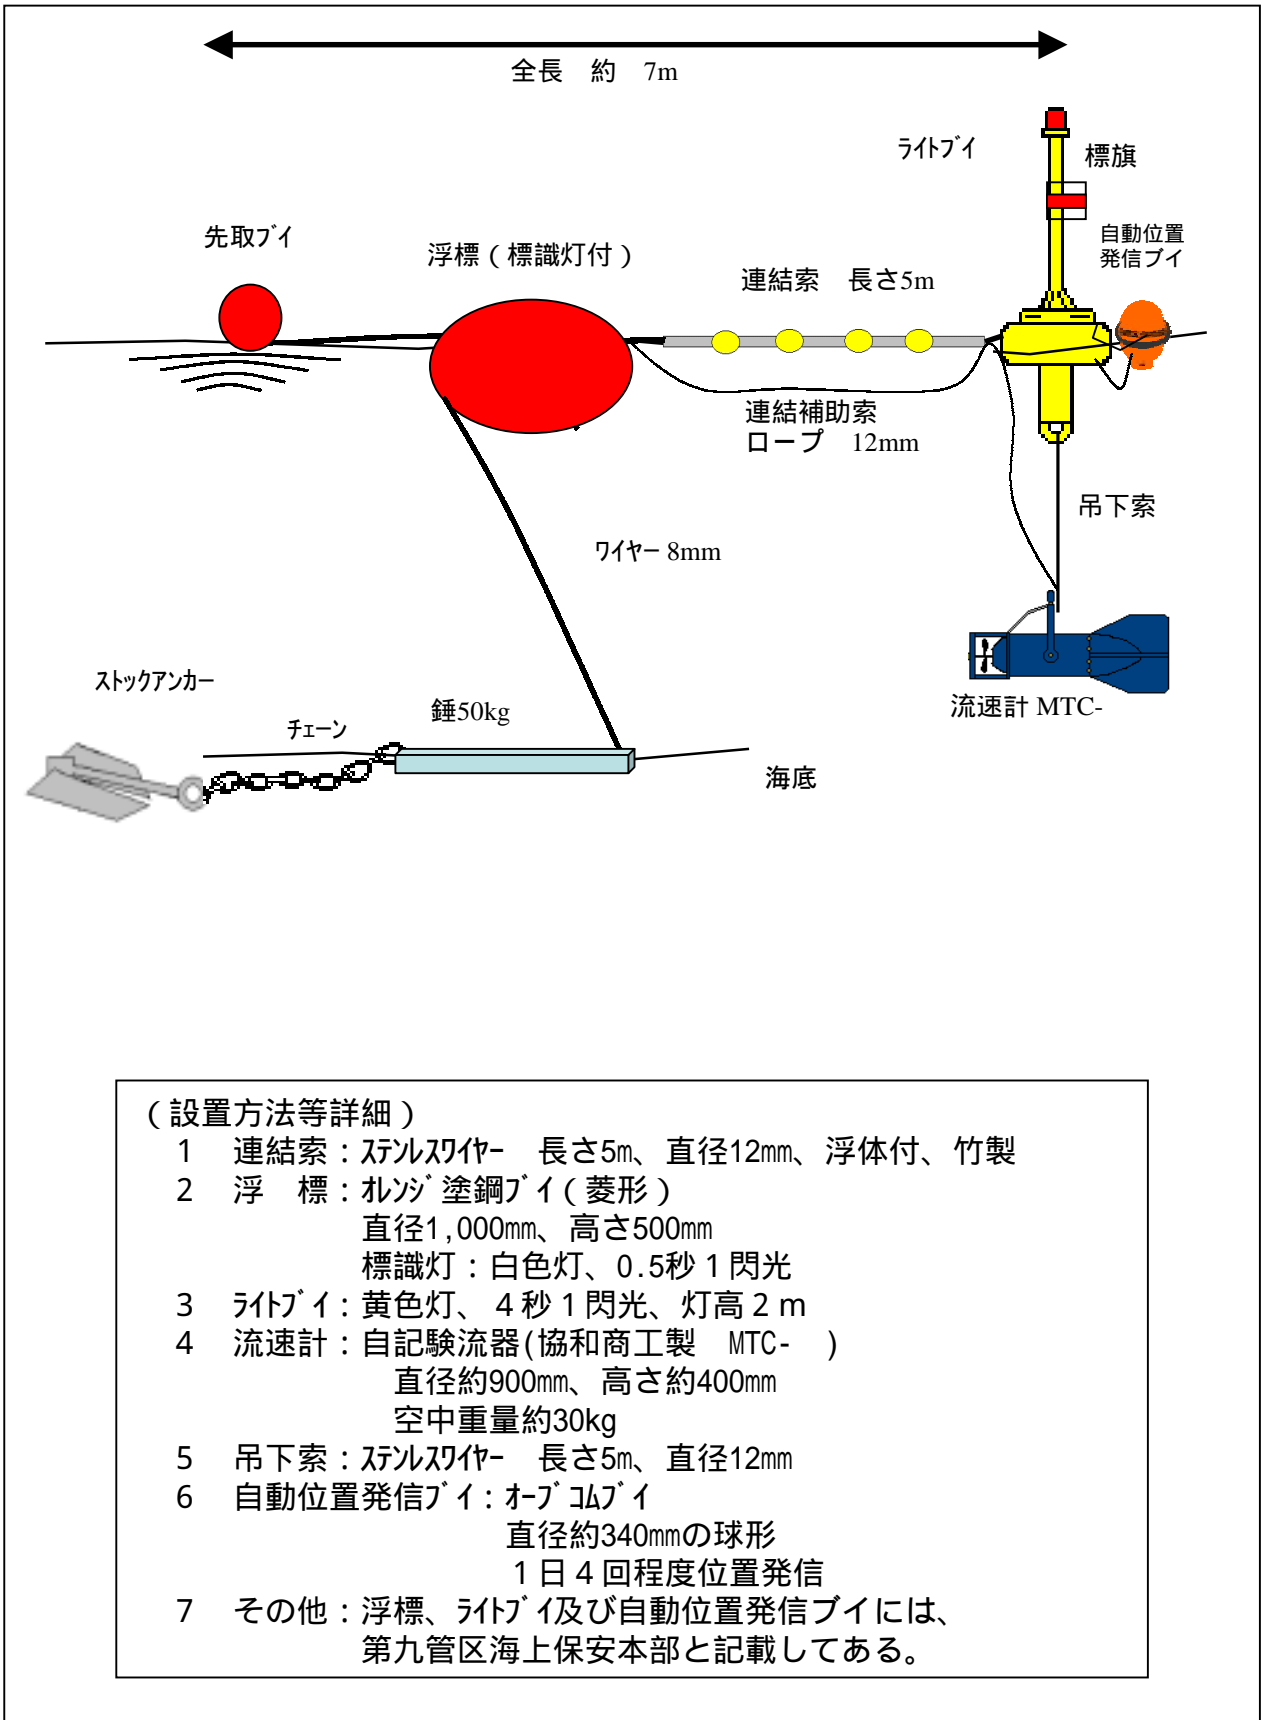 全長　約　7m
ﾗｲﾄﾌﾞｲ
標旗
先取ﾌﾞｲ
浮標（標識灯付）
自動位置
発信ブイ
連結索　長さ5m
連結補助索
ロープ　12mm
吊下索
ﾜｲﾔｰ 8mm
ｽﾄｯｸｱﾝｶｰ
流速計 MTC-
錘50kg
ﾁｪｰﾝ
海底
（設置方法等詳細）
1　連結索：ｽﾃﾝﾚｽﾜｲﾔｰ　長さ5㎜、直径12㎜、浮体付、竹製
2　浮　標：ｵﾚﾝｼﾞ塗鋼ﾌﾞｲ（菱形）
直径1,000㎜、高さ500㎜
標識灯：白色灯、0.5秒１閃光
3　ﾗｲﾄﾌﾞｲ：黄色灯、４秒１閃光、灯高２ｍ
4　流速計：自記験流器(協和商工製　MTC-　)
直径約900㎜、高さ約400㎜
空中重量約30kg
5　吊下索：ｽﾃﾝﾚｽﾜｲﾔｰ　長さ5m、直径12㎜
6　自動位置発信ﾌﾞｲ：ｵｰﾌﾞｺﾑﾌﾞｲ
直径約340㎜の球形
１日４回程度位置発信
7　その他：浮標、ﾗｲﾄﾌﾞｲ及び自動位置発信ブイには、
第九管区海上保安本部と記載してある。